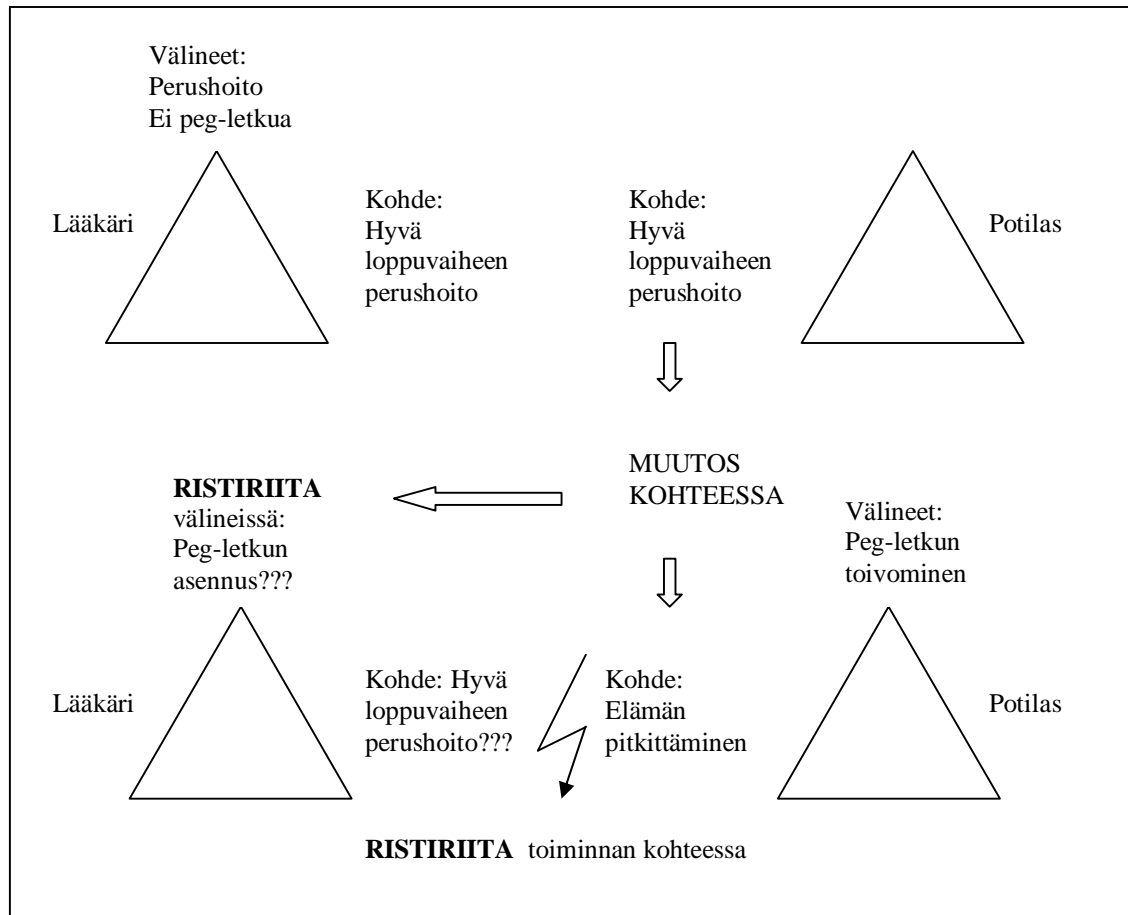 Välineet:
Perushoito
Ei peg-letkua
Lääkäri
Kohde:
Hyvä
loppuvaiheen
perushoito
Kohde:
Hyvä
loppuvaiheen
perushoito
Potilas
MUUTOS
KOHTEESSA
RISTIRIITA
välineissä:
Peg-letkun
asennus???
Välineet:
Peg-letkun
toivominen
Lääkäri
Kohde: Hyvä
loppuvaiheen
perushoito???
Kohde:
Elämän
pitkittäminen
Potilas
RISTIRIITA toiminnan kohteessa